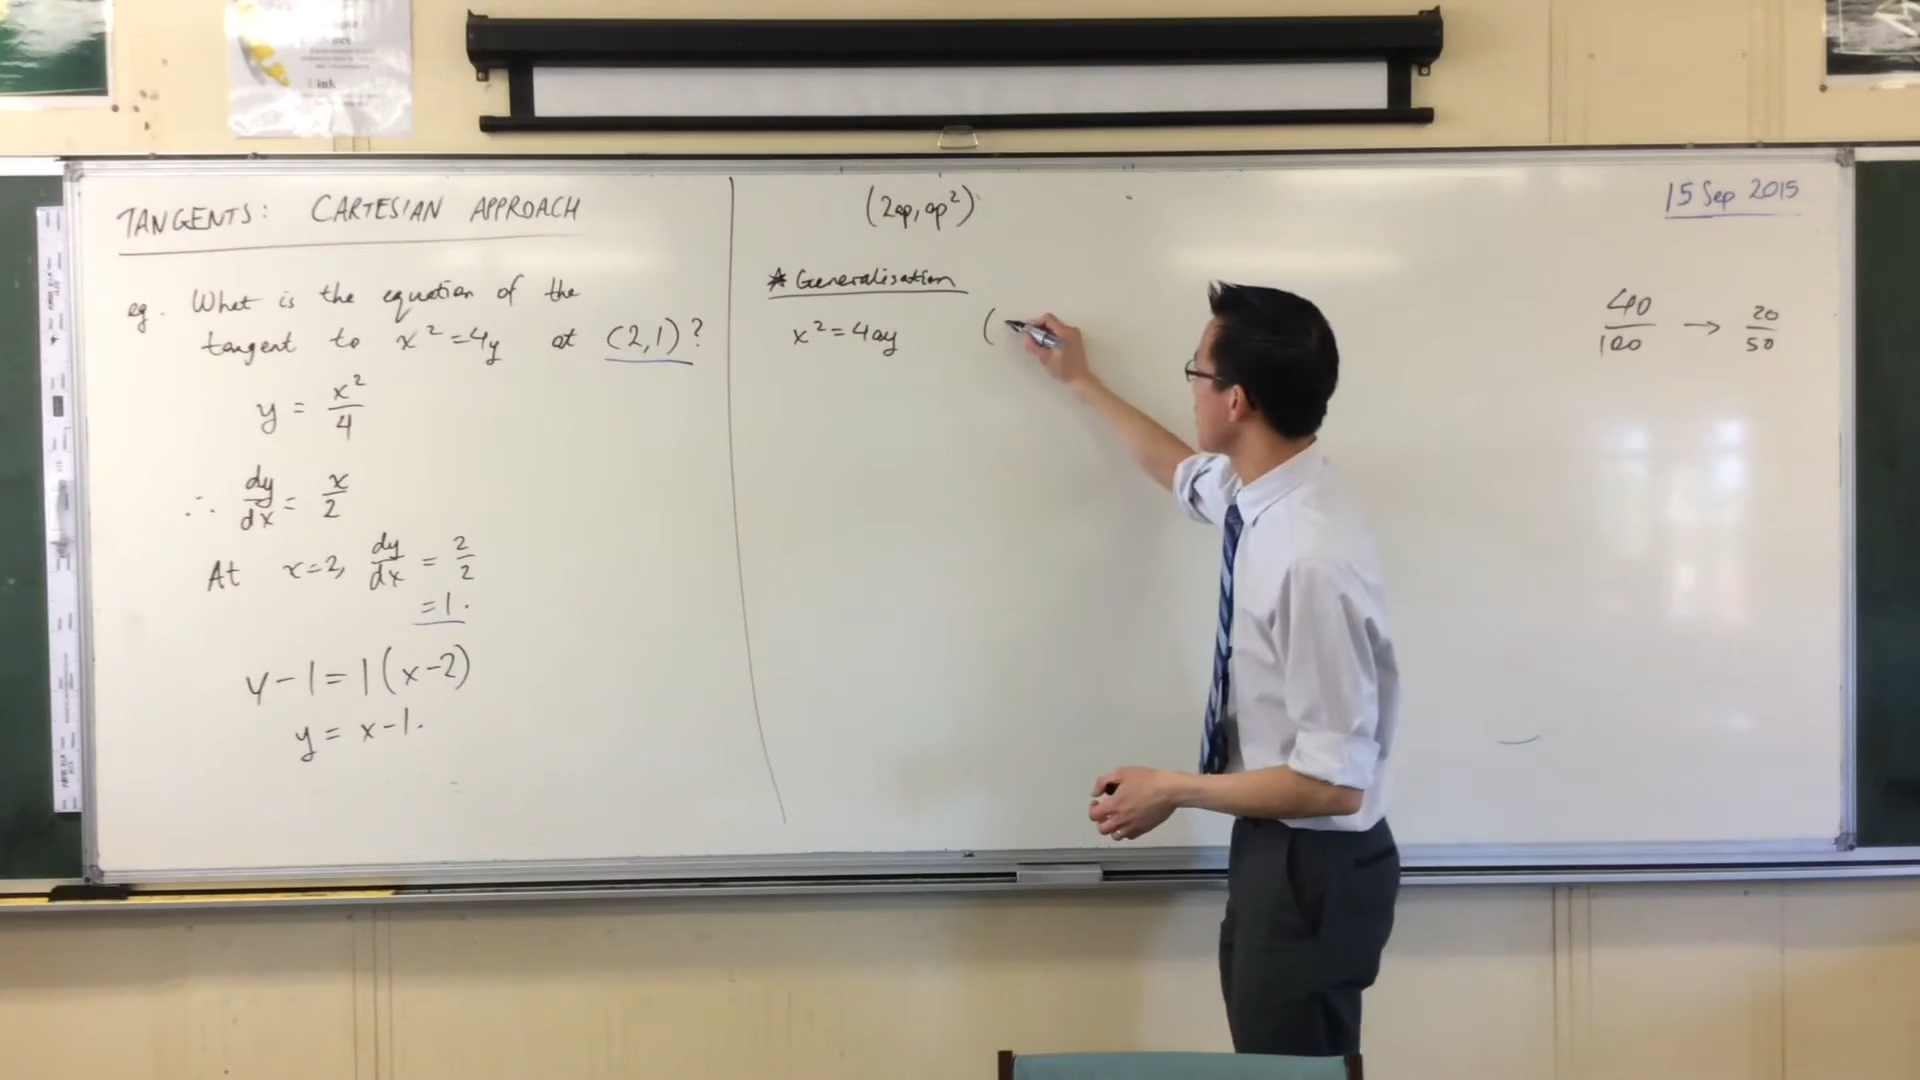 TANGENTS: CARTESIAN APPROACH
eg. What is the equation of the
tangent to x² = 4y at (2,1)?
y = x²/4
∴ dy/dx = x/2
At x=2, dy/dx = 2/2
=1.
y-1=1(x-2)
y = x-1.
(2ap, ap²)
* Generalisation
x² = 4ay (
15 Sep 2015
40/100 → 20/50